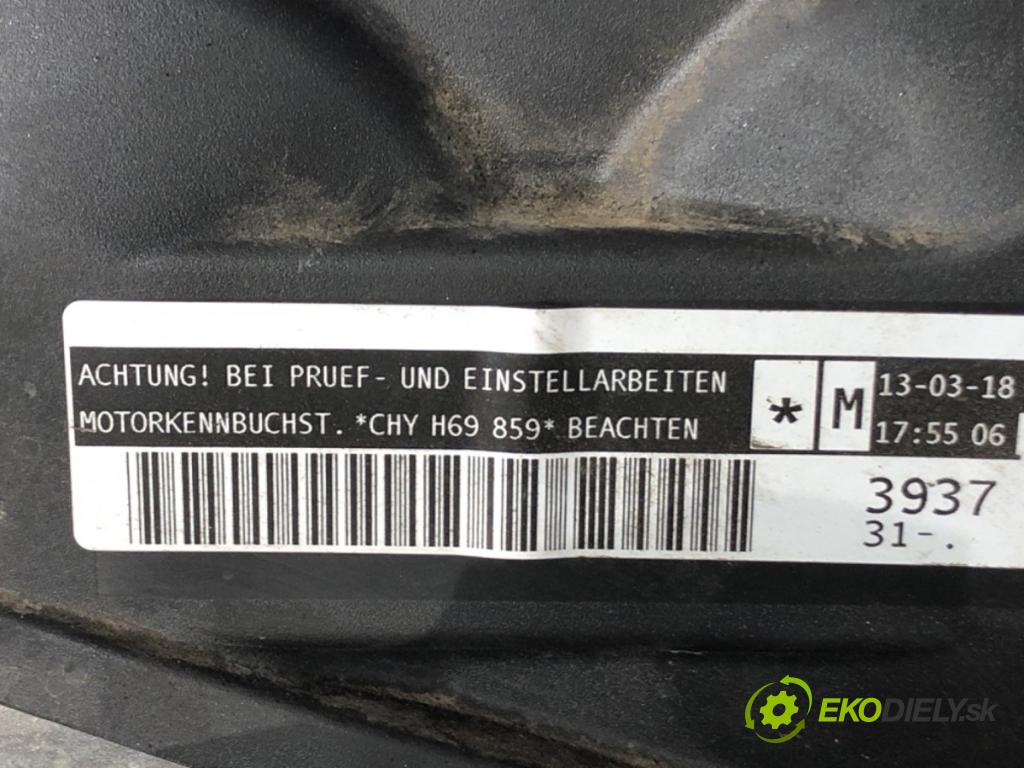 ACHTUNG! BEI PRUEF- UND EINSTELLARBEITEN
MOTORKENNBUCHST. *CHY H69 859* BEACHTEN
* M
13-03-18
17:55 06
3937
31-.
EKODIELY.sk